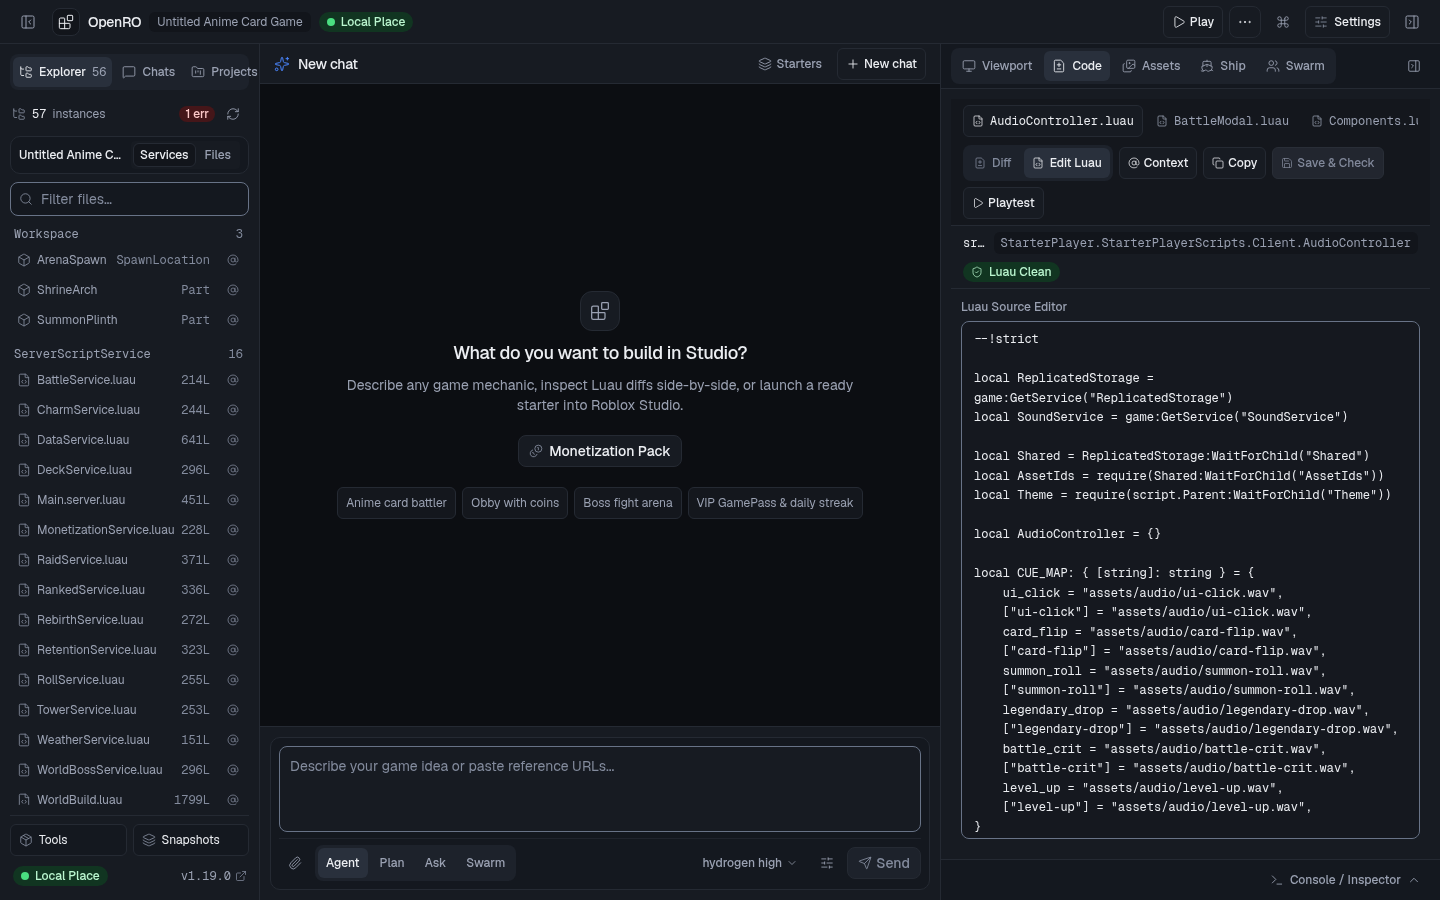 OpenRO Untitled Anime Card Game Local Place Play ... Settings
Explorer 56 Chats Projects
57 instances 1 err
Untitled Anime C... Services Files
Filter files...
Workspace 3
ArenaSpawn SpawnLocation
ShrineArch Part
SummonPlinth Part
ServerScriptService 16
BattleService.luau 214L
CharmService.luau 244L
DataService.luau 641L
DeckService.luau 296L
Main.server.luau 451L
MonetizationService.luau 228L
RaidService.luau 371L
RankedService.luau 336L
RebirthService.luau 272L
RetentionService.luau 323L
RollService.luau 255L
TowerService.luau 253L
WeatherService.luau 151L
WorldBossService.luau 296L
WorldBuild.luau 1799L
Tools Snapshots
Local Place v1.19.0
New chat Starters + New chat
What do you want to build in Studio?
Describe any game mechanic, inspect Luau diffs side-by-side, or launch a ready
starter into Roblox Studio.
Monetization Pack
Anime card battler Obby with coins Boss fight arena VIP GamePass & daily streak
Describe your game idea or paste reference URLs...
Agent Plan Ask Swarm hydrogen high Send
Viewport Code Assets Ship Swarm
AudioController.luau BattleModal.luau Components.lu
Diff Edit Luau Context Copy Save & Check
Playtest
sr... StarterPlayer.StarterPlayerScripts.Client.AudioController
Luau Clean
Luau Source Editor
--!strict
local ReplicatedStorage =
game:GetService("ReplicatedStorage")
local SoundService = game:GetService("SoundService")
local Shared = ReplicatedStorage:WaitForChild("Shared")
local AssetIds = require(Shared:WaitForChild("AssetIds"))
local Theme = require(script.Parent:WaitForChild("Theme"))
local AudioController = {}
local CUE_MAP: { [string]: string } = {
ui_click = "assets/audio/ui-click.wav",
["ui-click"] = "assets/audio/ui-click.wav",
card_flip = "assets/audio/card-flip.wav",
["card-flip"] = "assets/audio/card-flip.wav",
summon_roll = "assets/audio/summon-roll.wav",
["summon-roll"] = "assets/audio/summon-roll.wav",
legendary_drop = "assets/audio/legendary-drop.wav",
["legendary-drop"] = "assets/audio/legendary-drop.wav",
battle_crit = "assets/audio/battle-crit.wav",
["battle-crit"] = "assets/audio/battle-crit.wav",
level_up = "assets/audio/level-up.wav",
["level-up"] = "assets/audio/level-up.wav",
}
Console / Inspector